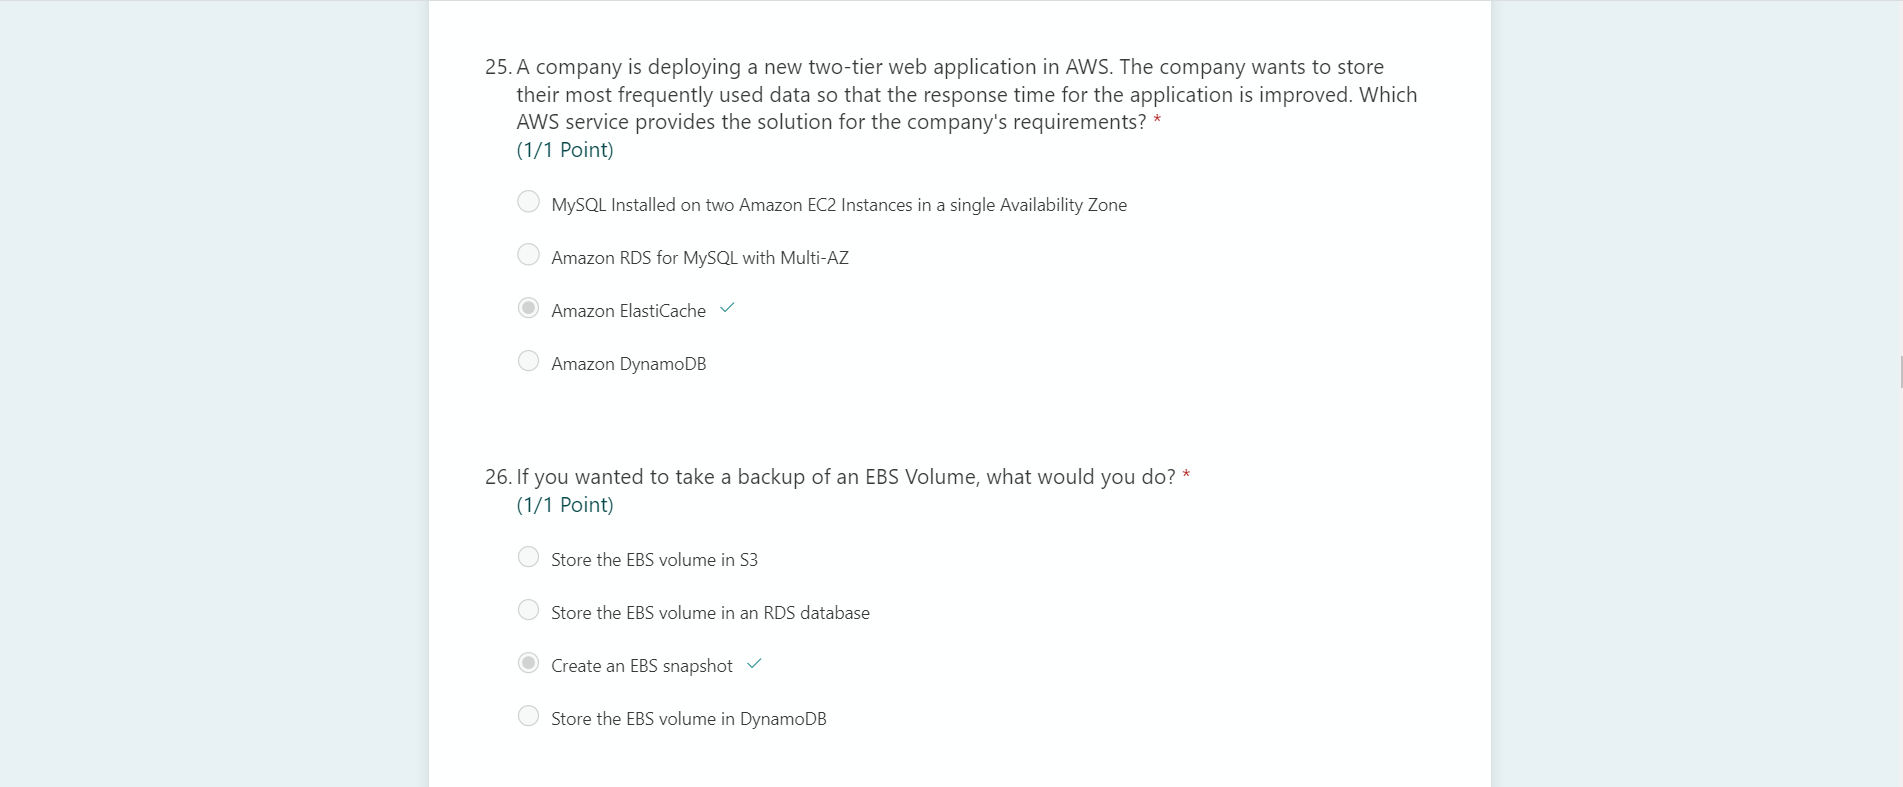 25. A company is deploying a new two-tier web application in AWS. The company wants to store
their most frequently used data so that the response time for the application is improved. Which
AWS service provides the solution for the company's requirements? *
(1/1 Point)
MySQL Installed on two Amazon EC2 Instances in a single Availability Zone
Amazon RDS for MySQL with Multi-AZ
Amazon ElastiCache
Amazon DynamoDB
26. If you wanted to take a backup of an EBS Volume, what would you do? *
(1/1 Point)
Store the EBS volume in S3
Store the EBS volume in an RDS database
Create an EBS snapshot
Store the EBS volume in DynamoDB